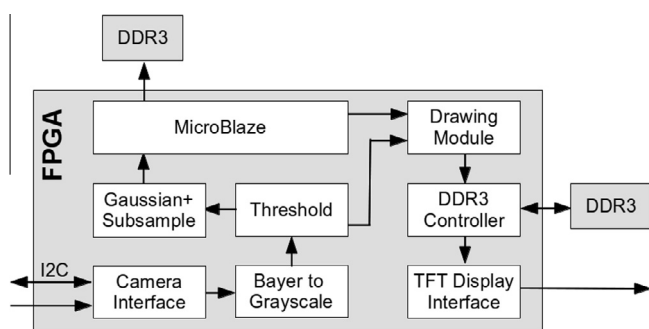 DDR3
FPGA
MicroBlaze
Drawing
Module
Gaussian+
Subsample
Threshold
DDR3
Controller
DDR3
I2C
Camera
Interface
Bayer to
Grayscale
TFT Display
Interface